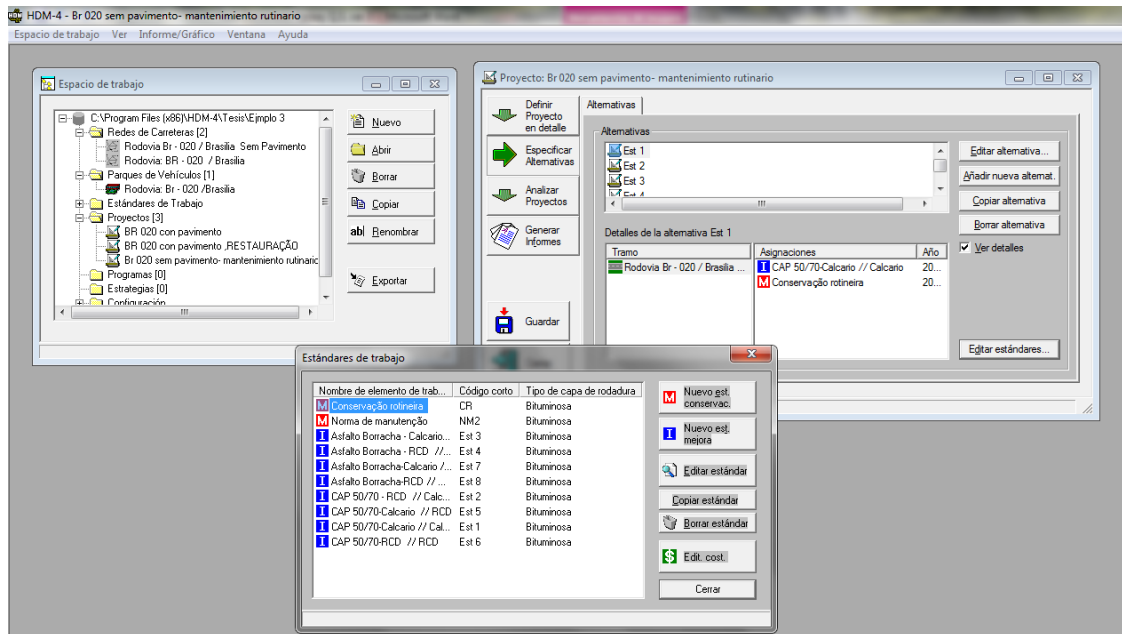 HDM-4 - Br 020 sem pavimento- mantenimiento rutinario
Espacio de trabajo Ver Informe/Gráfico Ventana Ayuda
Espacio de trabajo
C:\Program Files (x86)\HDM-4\Tesis\Ejmplo 3
Redes de Carreteras [2]
Rodovia Br - 020 / Brasilia Sem Pavimento
Rodovia: BR - 020 / Brasilia
Parques de Vehículos [1]
Rodovia: Br - 020 /Brasilia
Estándares de Trabajo
Proyectos [3]
BR 020 con pavimento
BR 020 con pavimento ,RESTAURAÇÃO
Br 020 sem pavimento- mantenimiento rutinaric
Programas [0]
Estrategias [0]
Configuración
Nuevo
Abrir
Borrar
Copiar
ab Renombrar
Exportar
Proyecto: Br 020 sem pavimento- mantenimiento rutinario
Definir
Proyecto
en detalle
Especificar
Alternativas
Analizar
Proyectos
Generar
Informes
Guardar
Alternativas
Alternativas
Est 1
Est 2
Est 3
Est 4
Editar alternativa...
Añadir nueva alternat.
Copiar alternativa
Borrar alternativa
Ver detalles
Detalles de la alternativa Est 1
Tramo Asignaciones Año
Rodovia Br - 020 / Brasilia ... I CAP 50/70-Calcario // Calcario 20...
M Conservação rotineira 20...
Editar estándares...
Estándares de trabajo
Nombre de elemento de trab... Código corto Tipo de capa de rodadura
M Conservação rotineira CR Bituminosa
M Norma de manutenção NM2 Bituminosa
I Asfalto Borracha - Calcario... Est 3 Bituminosa
I Asfalto Borracha - RCD //... Est 4 Bituminosa
I Asfalto Borracha-Calcario /... Est 7 Bituminosa
I Asfalto Borracha-RCD // ... Est 8 Bituminosa
I CAP 50/70 - RCD // Calc... Est 2 Bituminosa
I CAP 50/70-Calcario // RCD Est 5 Bituminosa
I CAP 50/70-Calcario // Cal... Est 1 Bituminosa
I CAP 50/70-RCD // RCD Est 6 Bituminosa
M Nuevo est.
conservac.
I Nuevo est.
mejora
Editar estándar
Copiar estándar
Borrar estándar
$ Edit. cost.
Cerrar